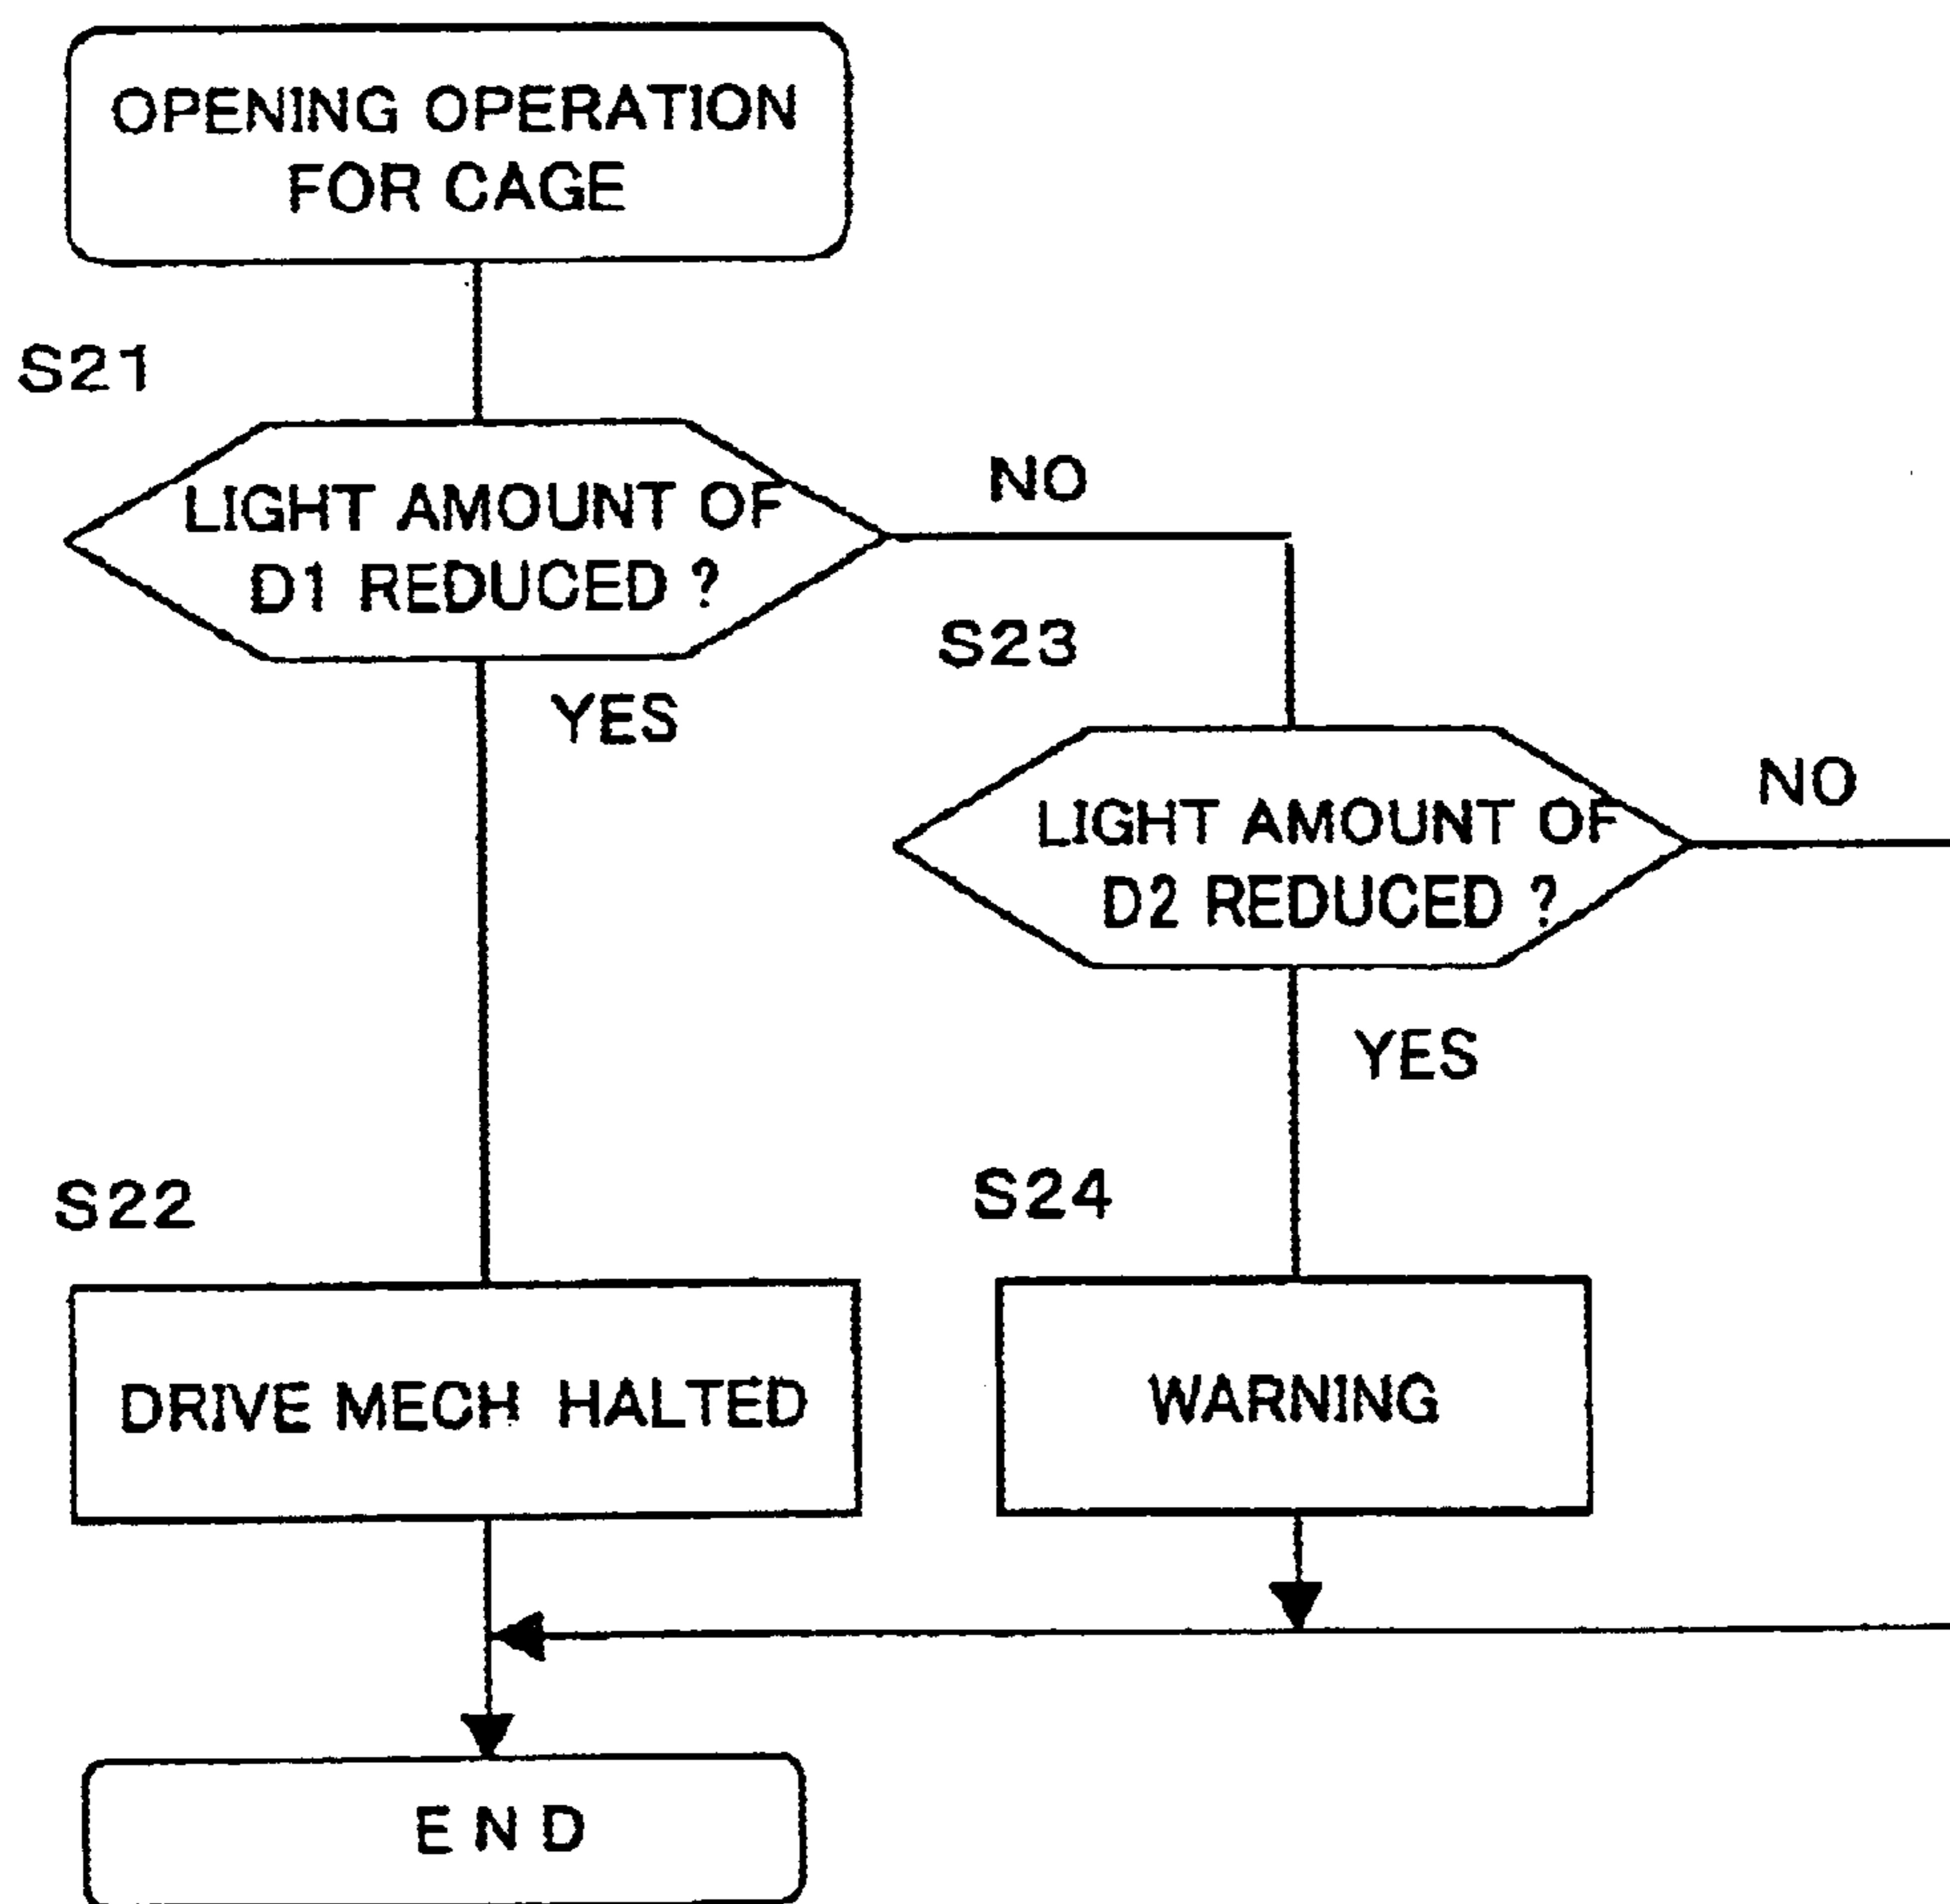 OPENING OPERATION
FOR CAGE
S21
LIGHT AMOUNT OF
D1 REDUCED ?
NO
YES
S23
LIGHT AMOUNT OF
D2 REDUCED ?
NO
YES
S22
DRIVE MECH HALTED
S24
WARNING
END